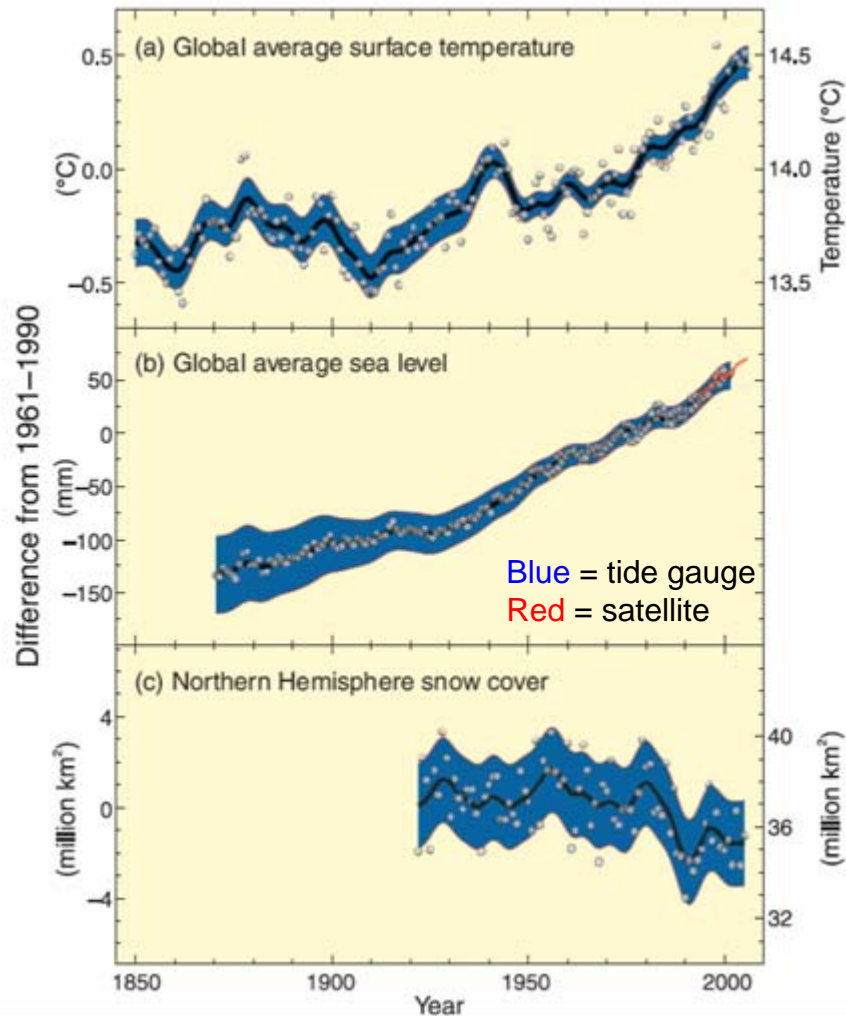 (a) Global average surface temperature
0.5
0.0
−0.5
(°C)
14.5
14.0
13.5
Temperature (°C)
Difference from 1961–1990
(b) Global average sea level
50
0
−50
−100
−150
(mm)
Blue = tide gauge
Red = satellite
(c) Northern Hemisphere snow cover
4
0
−4
(million km²)
40
36
32
(million km²)
1850
1900
1950
2000
Year